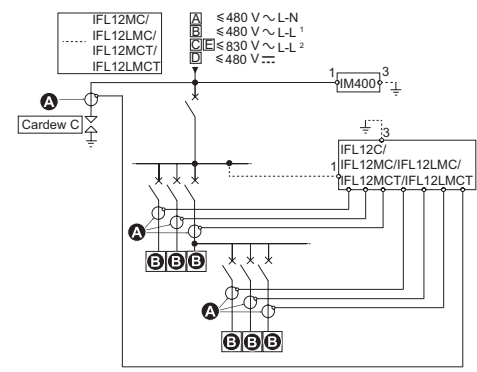 IFL12MC/
IFL12LMC/
IFL12MCT/
IFL12LMCT
A ≤480 V ~ L-N
B ≤480 V ~ L-L ¹
C E ≤830 V ~ L-L ²
D ≤480 V ⎓
1 IM400 3
A
Cardew C
3
IFL12C/
IFL12MC/IFL12LMC/
IFL12MCT/IFL12LMCT
1
A
B B B
A
B B B